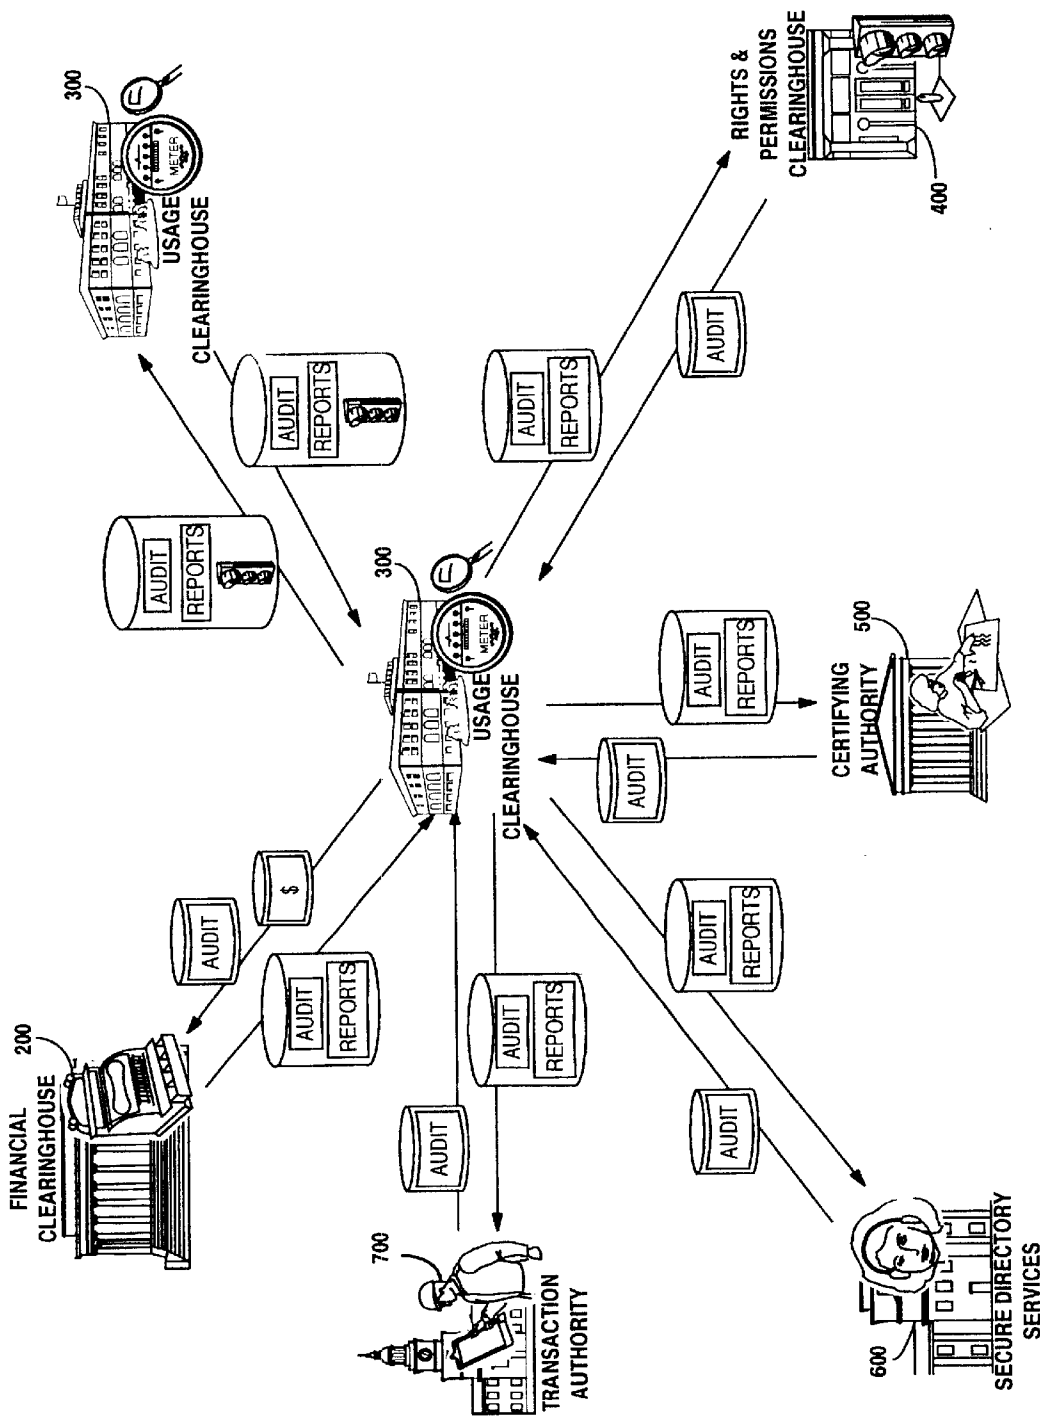 FINANCIAL
CLEARINGHOUSE
200
AUDIT
$
AUDIT
REPORTS
AUDIT
REPORTS
AUDIT
REPORTS
300
METER
USAGE
CLEARINGHOUSE
300
METER
USAGE
CLEARINGHOUSE
700
TRANSACTION
AUTHORITY
AUDIT
AUDIT
REPORTS
AUDIT
REPORTS
AUDIT
RIGHTS &
PERMISSIONS
CLEARINGHOUSE
400
AUDIT
REPORTS
AUDIT
CERTIFYING
AUTHORITY
500
AUDIT
AUDIT
REPORTS
600
SECURE DIRECTORY
SERVICES